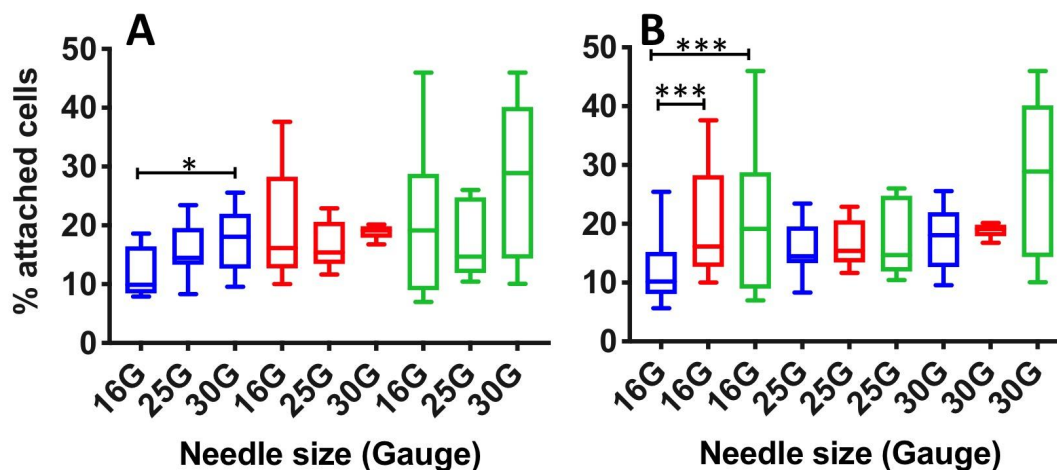 A
% attached cells
50
40
30
20
10
0
*
16G 25G 30G 16G 25G 30G 16G 25G 30G
Needle size (Gauge)
B
50
40
30
20
10
0
***
***
16G 16G 16G 25G 25G 25G 30G 30G 30G
Needle size (Gauge)